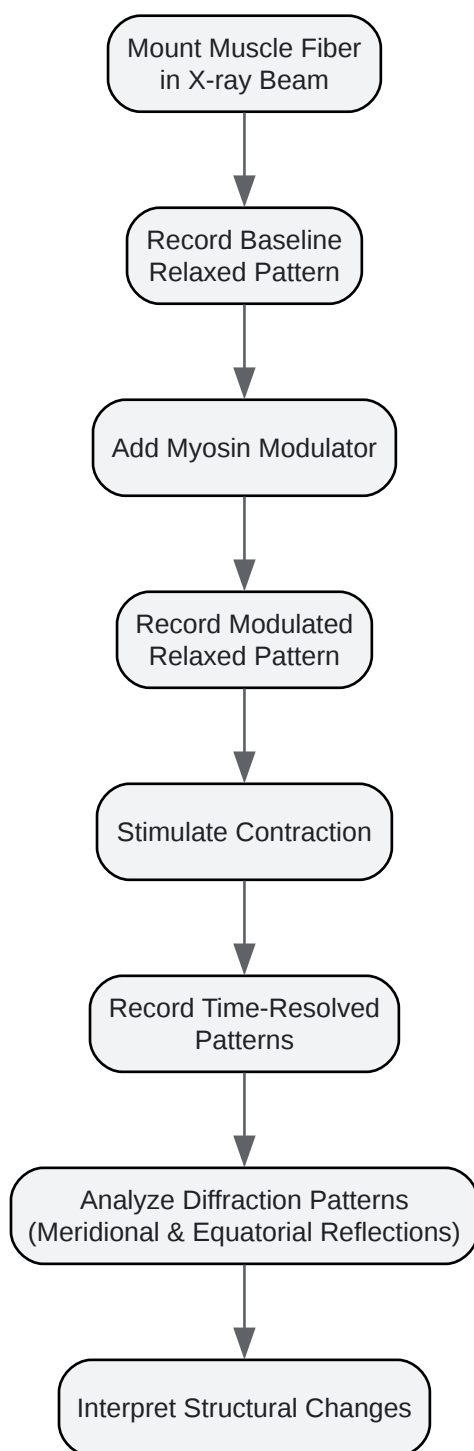 Mount Muscle Fiber
in X-ray Beam
Record Baseline
Relaxed Pattern
Add Myosin Modulator
Record Modulated
Relaxed Pattern
Stimulate Contraction
Record Time-Resolved
Patterns
Analyze Diffraction Patterns
(Meridional & Equatorial Reflections)
Interpret Structural Changes